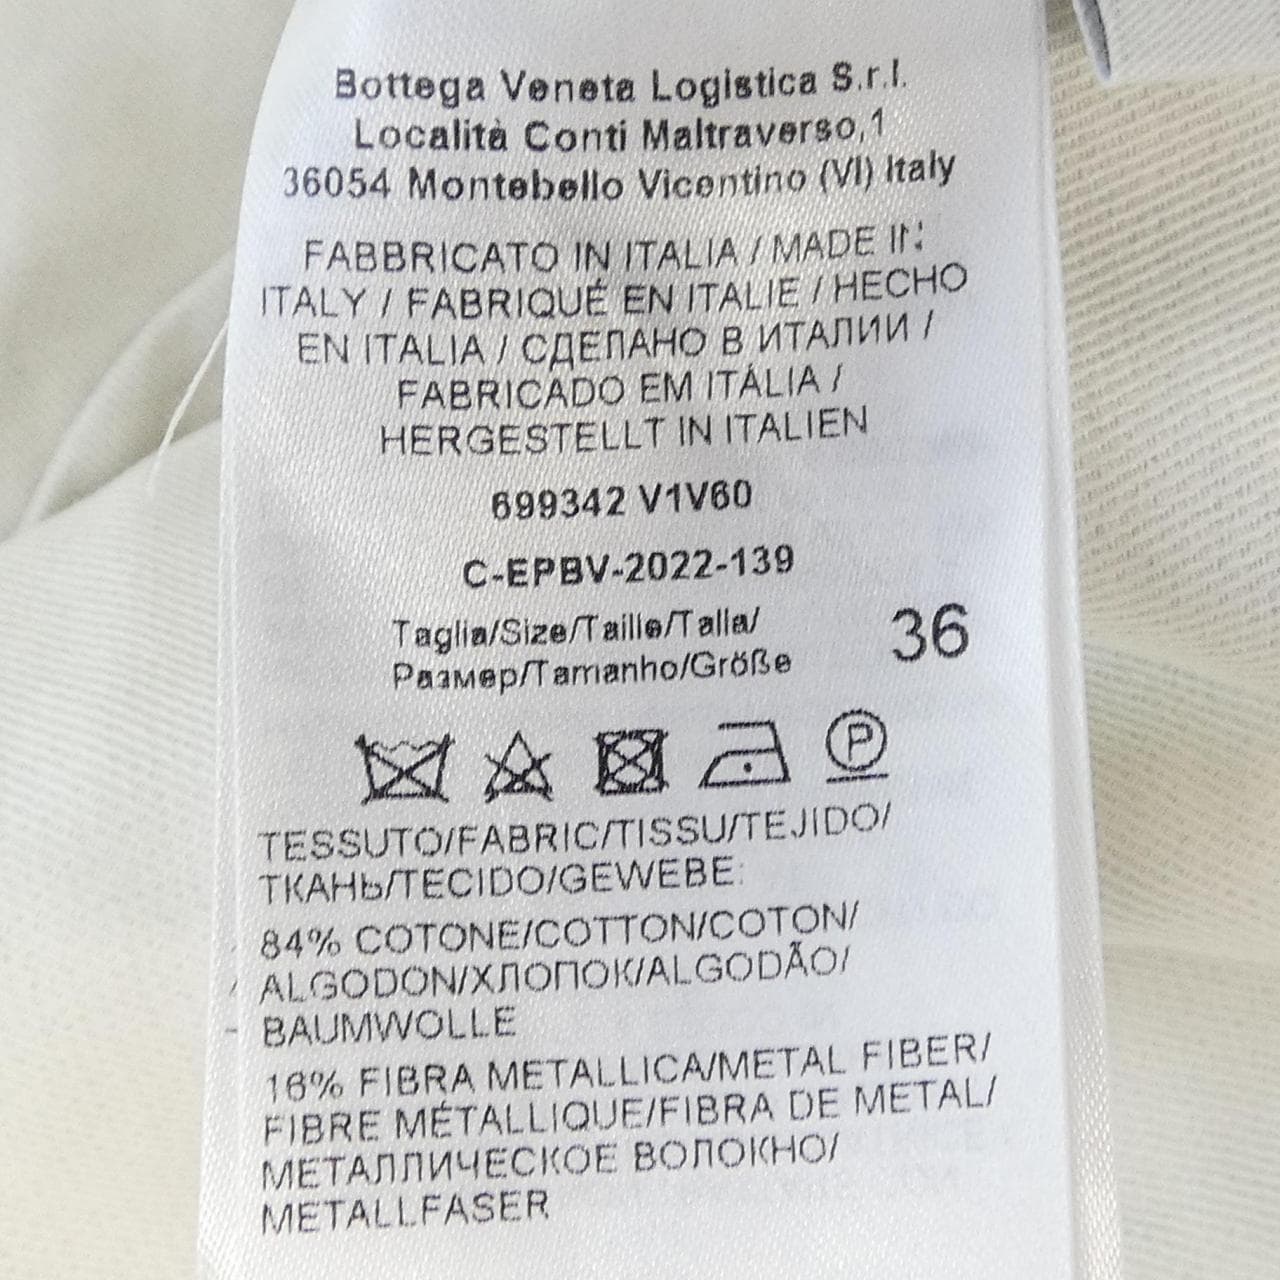 Bottega Veneta Logistica S.r.l.
Località Conti Maltraverso,1
36054 Montebello Vicentino (VI) Italy
FABBRICATO IN ITALIA / MADE IN
ITALY / FABRIQUÉ EN ITALIE / HECHO
EN ITALIA / СДЕЛАНО В ИТАЛИИ /
FABRICADO EM ITÁLIA /
HERGESTELLT IN ITALIEN
699342 V1V60
C-EPBV-2022-139
Taglia/Size/Taille/Talla/
Размер/Tamanho/Größe
36
P
TESSUTO/FABRIC/TISSU/TEJIDO/
ТКАНЬ/TECIDO/GEWEBE:
84% COTONE/COTTON/COTON/
ALGODON/ХЛОПОК/ALGODÃO/
BAUMWOLLE
16% FIBRA METALLICA/METAL FIBER/
FIBRE MÉTALLIQUE/FIBRA DE METAL/
МЕТАЛЛИЧЕСКОЕ ВОЛОКНО/
METALLFASER